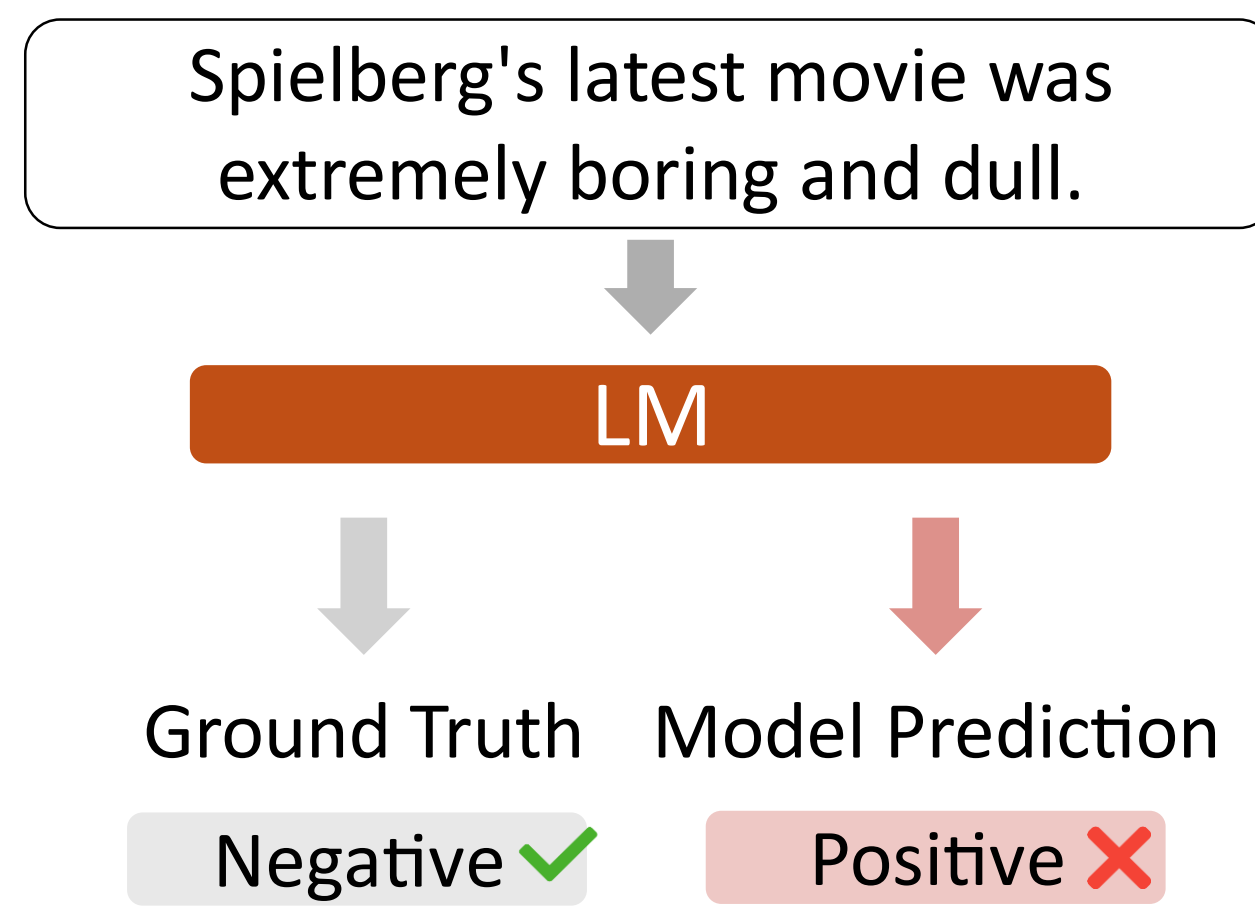 Spielberg's latest movie was
extremely boring and dull.
LM
Ground Truth
Model Prediction
Negative
Positive